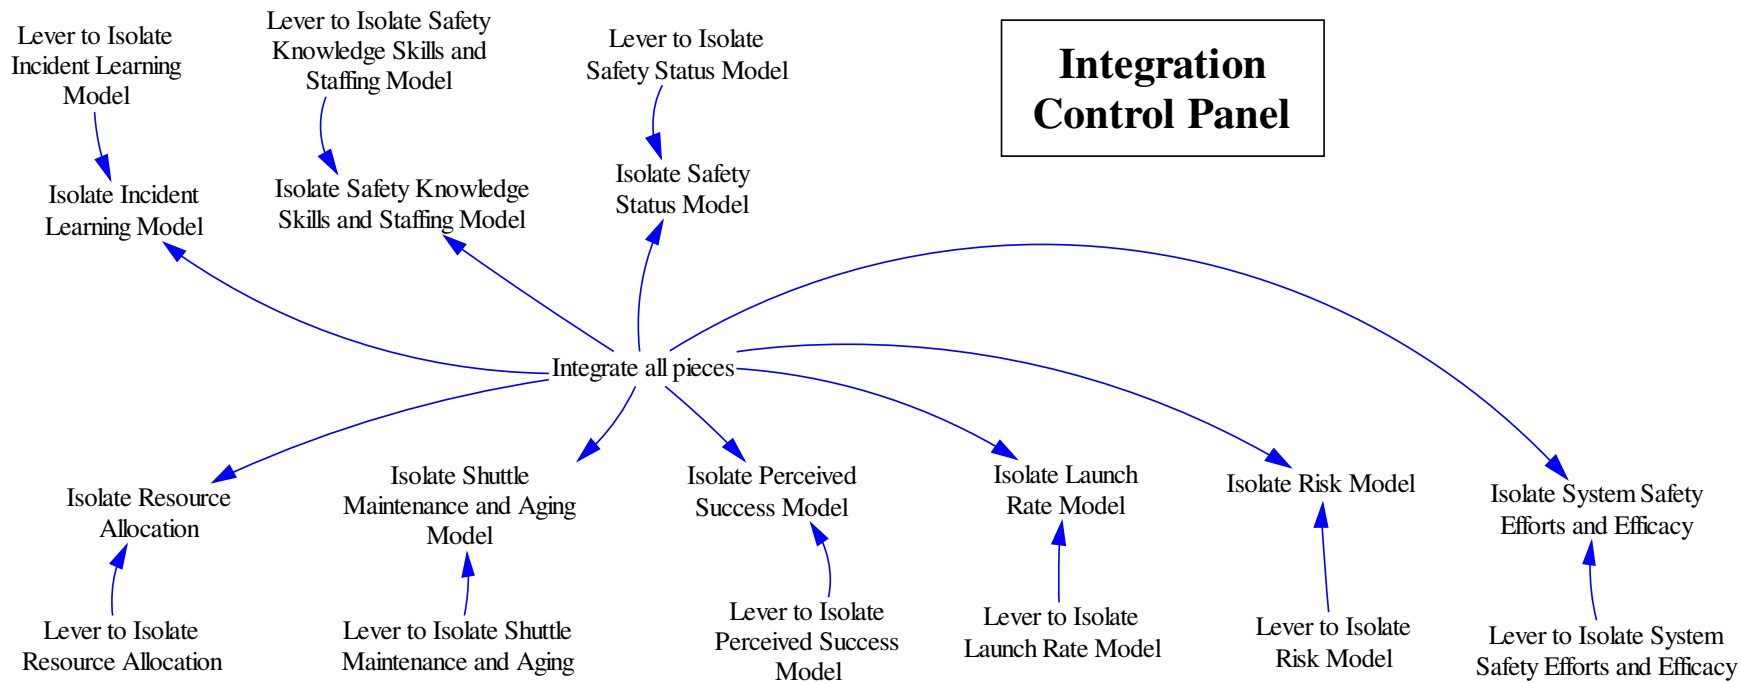 Lever to Isolate
Incident Learning
Model
Lever to Isolate Safety
Knowledge Skills and
Staffing Model
Lever to Isolate
Safety Status Model
Integration
Control Panel
Isolate Incident
Learning Model
Isolate Safety Knowledge
Skills and Staffing Model
Isolate Safety
Status Model
Integrate all pieces
Isolate Resource
Allocation
Isolate Shuttle
Maintenance and Aging
Model
Isolate Perceived
Success Model
Isolate Launch
Rate Model
Isolate Risk Model
Isolate System Safety
Efforts and Efficacy
Lever to Isolate
Resource Allocation
Lever to Isolate Shuttle
Maintenance and Aging
Lever to Isolate
Perceived Success
Model
Lever to Isolate
Launch Rate Model
Lever to Isolate
Risk Model
Lever to Isolate System
Safety Efforts and Efficacy